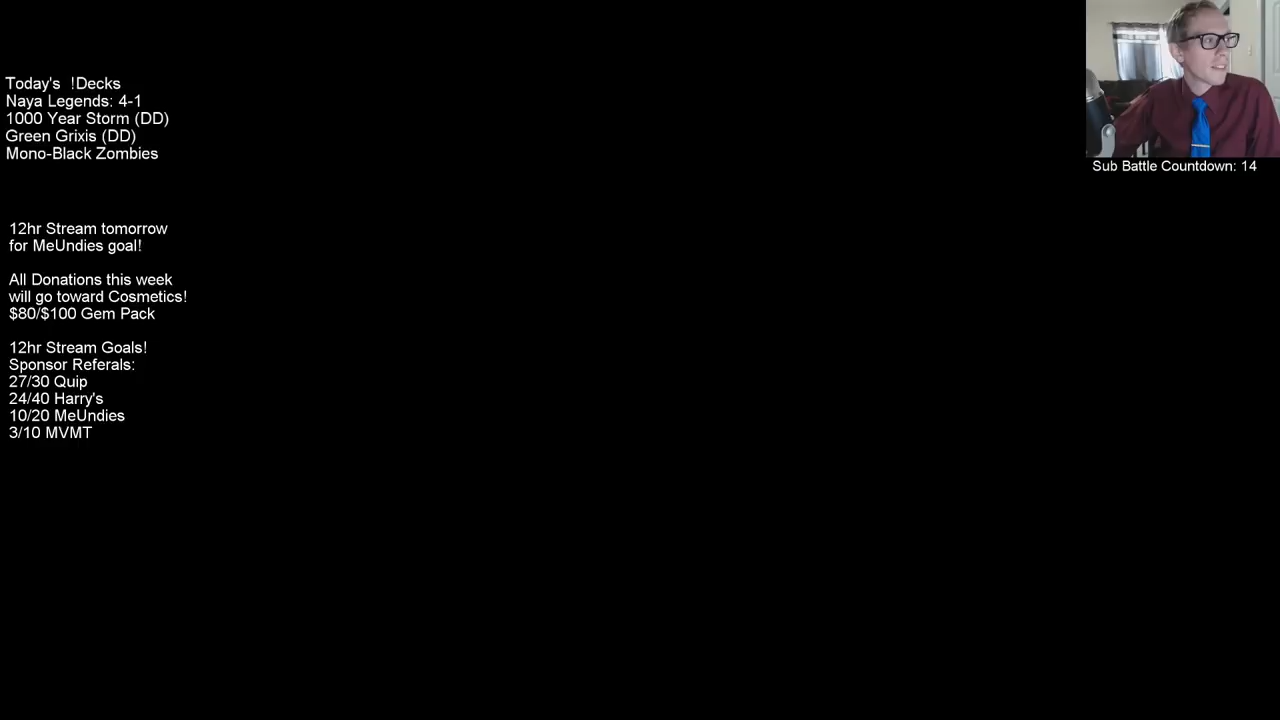 Today's !Decks
Naya Legends: 4-1
1000 Year Storm (DD)
Green Grixis (DD)
Mono-Black Zombies
12hr Stream tomorrow
for MeUndies goal!
All Donations this week
will go toward Cosmetics!
$80/$100 Gem Pack
12hr Stream Goals!
Sponsor Referals:
27/30 Quip
24/40 Harry's
10/20 MeUndies
3/10 MVMT
Sub Battle Countdown: 14